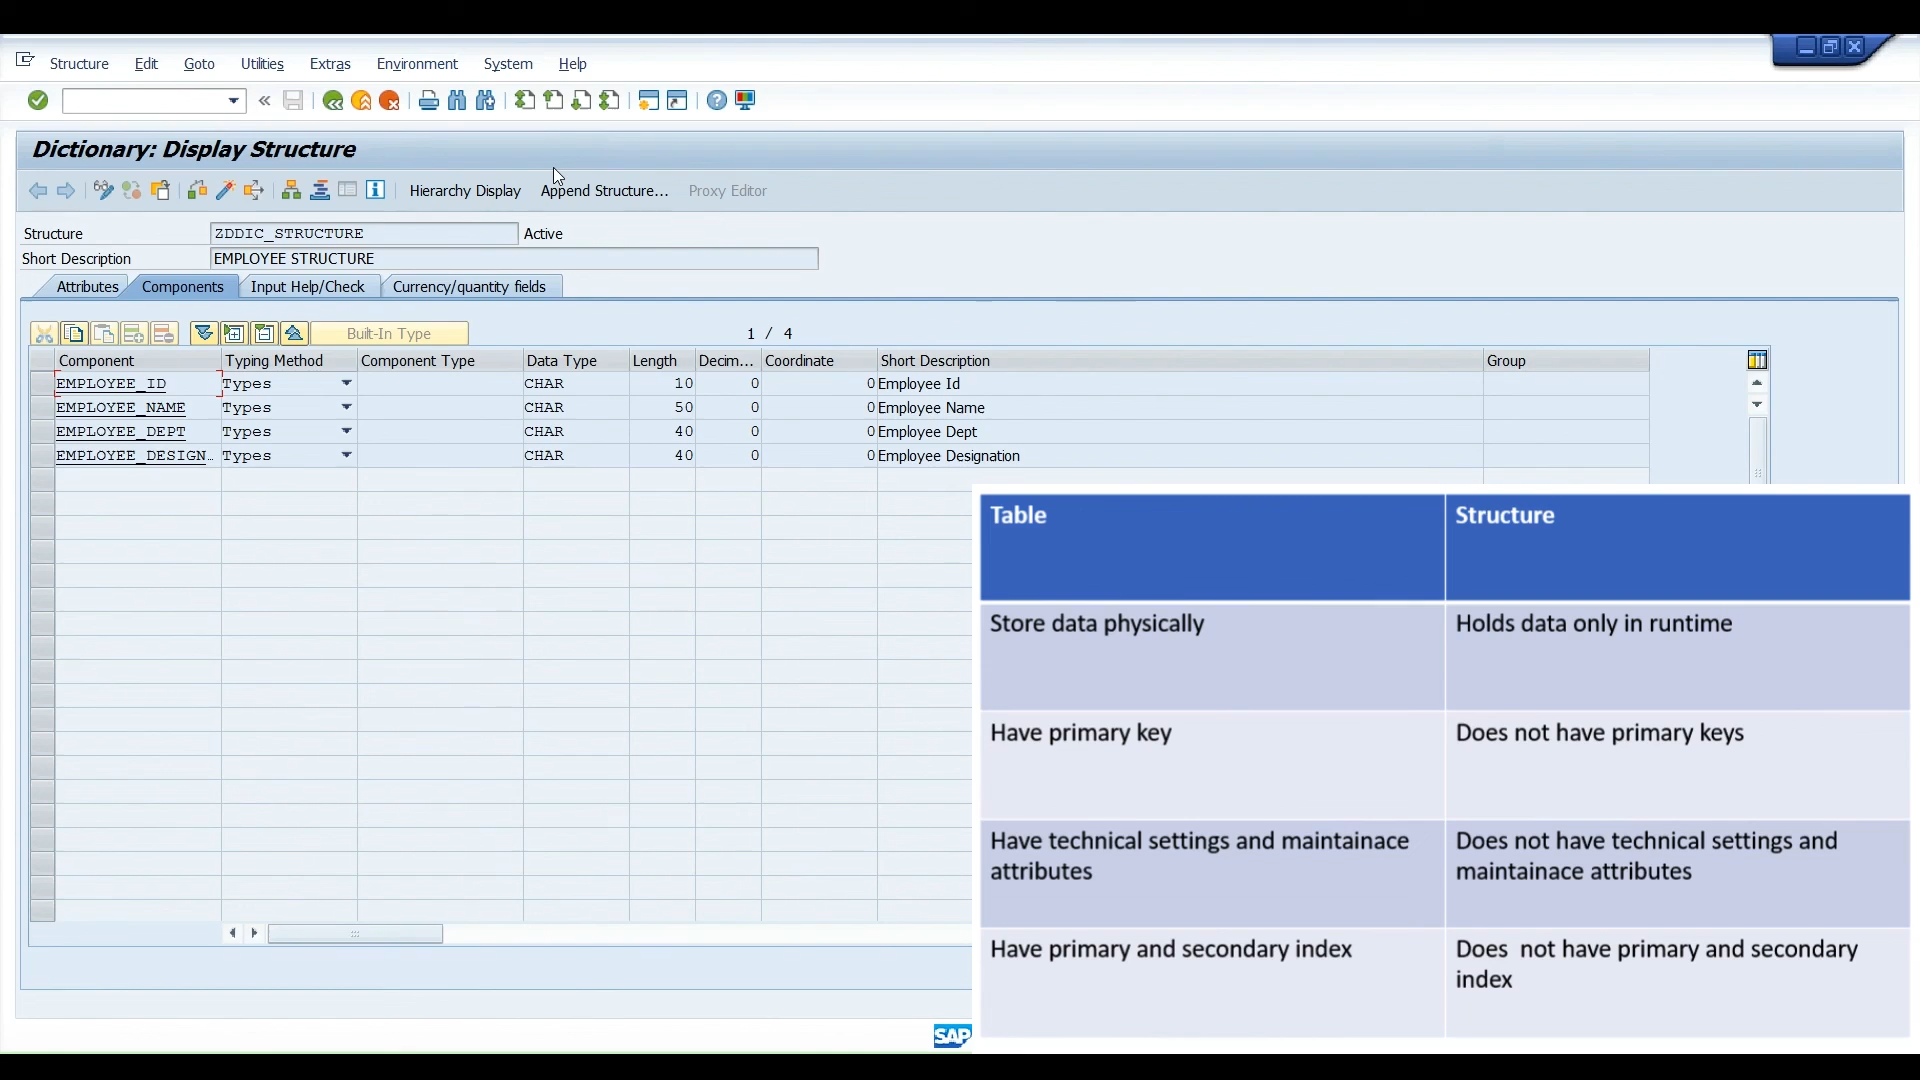 Structure Edit Goto Utilities Extras Environment System Help
Dictionary: Display Structure
Hierarchy Display Append Structure... Proxy Editor
Structure ZDDIC_STRUCTURE Active
Short Description EMPLOYEE STRUCTURE
Attributes Components Input Help/Check Currency/quantity fields
Built-In Type 1 / 4
Component Typing Method Component Type Data Type Length Decim... Coordinate Short Description Group
EMPLOYEE_ID Types CHAR 10 0 0 Employee Id
EMPLOYEE_NAME Types CHAR 50 0 0 Employee Name
EMPLOYEE_DEPT Types CHAR 40 0 0 Employee Dept
EMPLOYEE_DESIGN… Types CHAR 40 0 0 Employee Designation
Table Structure
Store data physically Holds data only in runtime
Have primary key Does not have primary keys
Have technical settings and maintainace Does not have technical settings and
attributes maintainace attributes
Have primary and secondary index Does  not have primary and secondary
index
SAP